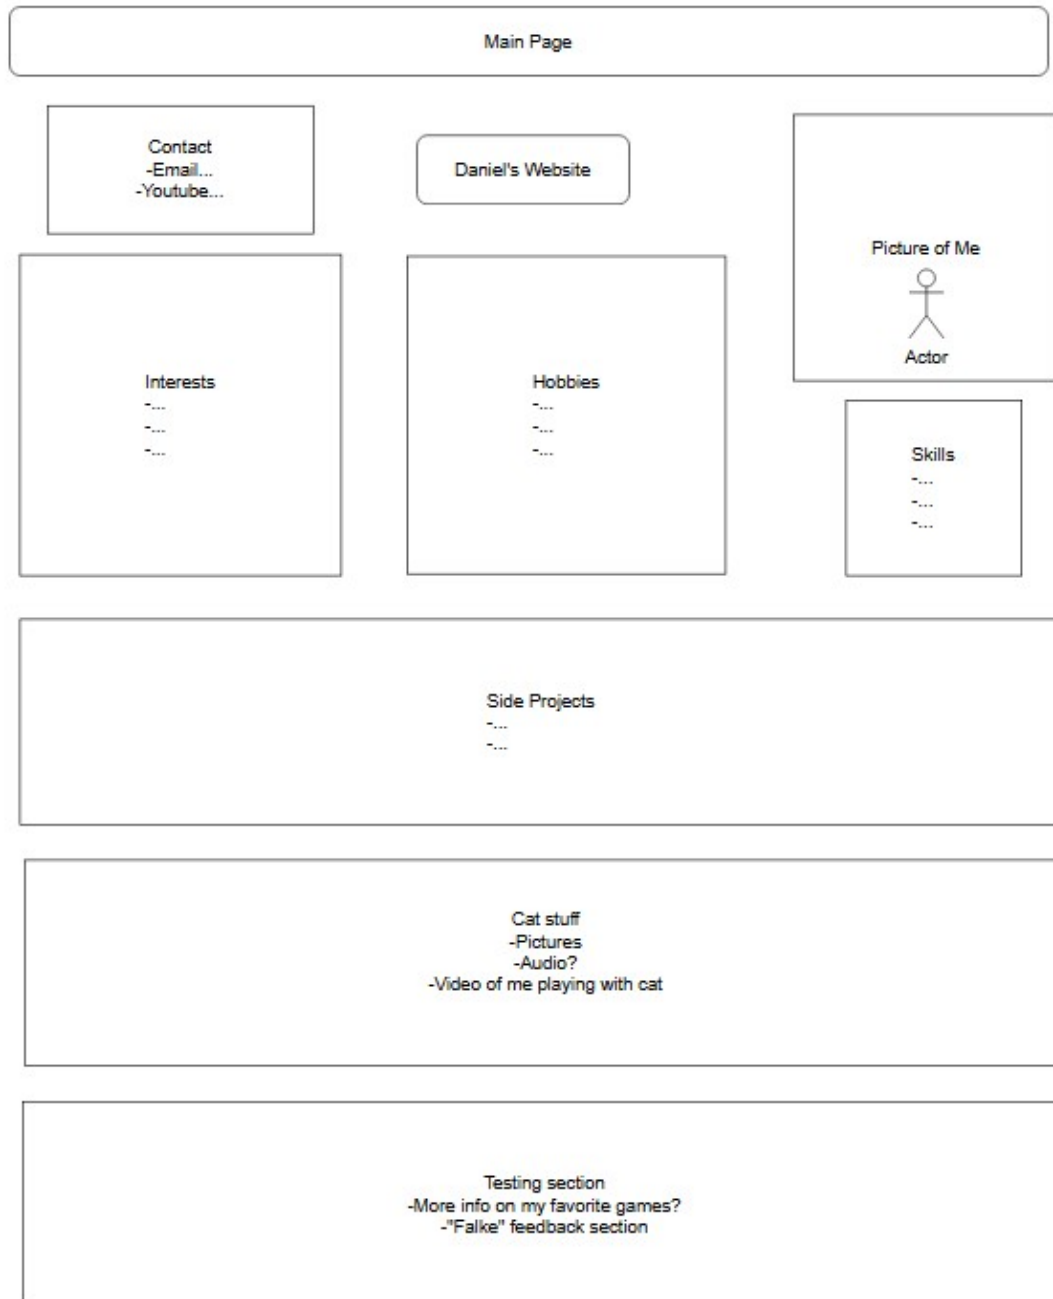 Main Page
Contact
-Email...
-Youtube...
Daniel's Website
Picture of Me
Actor
Interests
-...
-...
-...
Hobbies
-...
-...
-...
Skills
-...
-...
-...
Side Projects
-...
-...
Cat stuff
-Pictures
-Audio?
-Video of me playing with cat
Testing section
-More info on my favorite games?
-"Falke" feedback section